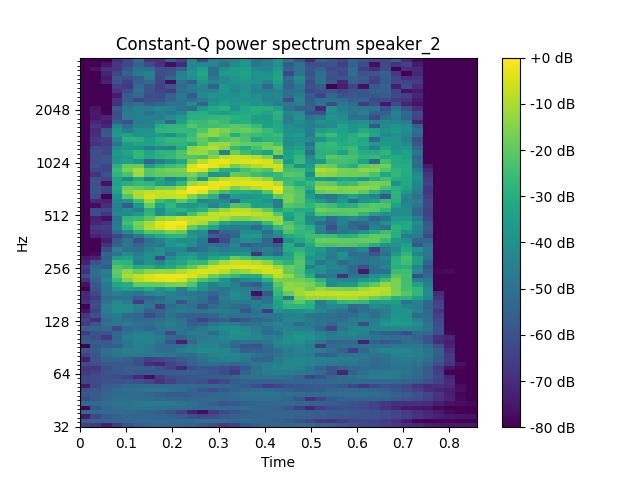 Constant-Q power spectrum speaker_2
Hz
2048
1024
512
256
128
64
32
0 0.1 0.2 0.3 0.4 0.5 0.6 0.7 0.8
Time
+0 dB
-10 dB
-20 dB
-30 dB
-40 dB
-50 dB
-60 dB
-70 dB
-80 dB